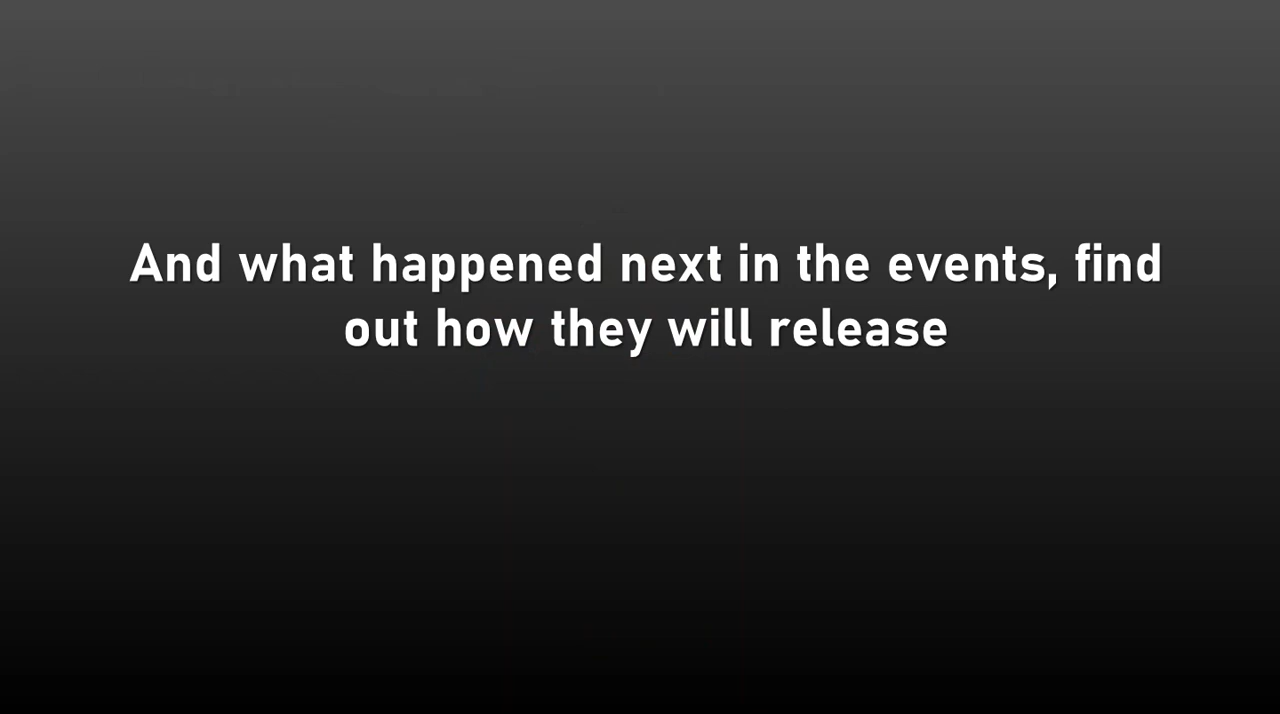 And what happened next in the events, find
out how they will release